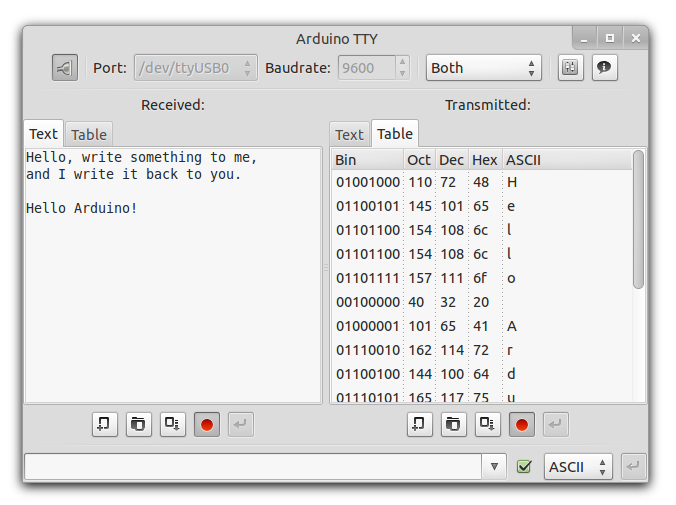 Arduino TTY
Port: /dev/ttyUSB0 Baudrate: 9600 Both
Received:
Text Table
Hello, write something to me,
and I write it back to you.
Hello Arduino!
Transmitted:
Text Table
Bin Oct Dec Hex ASCII
01001000 110 72 48 H
01100101 145 101 65 e
01101100 154 108 6c l
01101100 154 108 6c l
01101111 157 111 6f o
00100000 40 32 20
01000001 101 65 41 A
01110010 162 114 72 r
01100100 144 100 64 d
01110101 165 117 75 u
ASCII